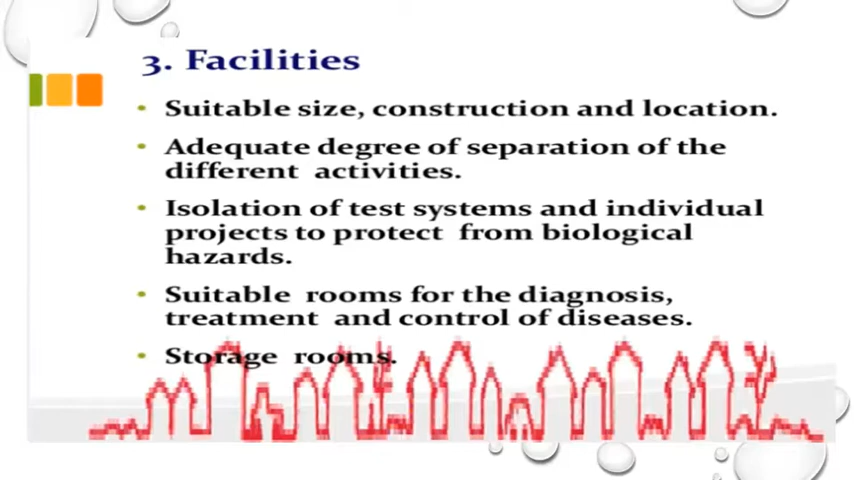 3. Facilities
• Suitable size, construction and location.
• Adequate degree of separation of the
different activities.
• Isolation of test systems and individual
projects to protect from biological
hazards.
• Suitable rooms for the diagnosis,
treatment and control of diseases.
• Storage rooms.